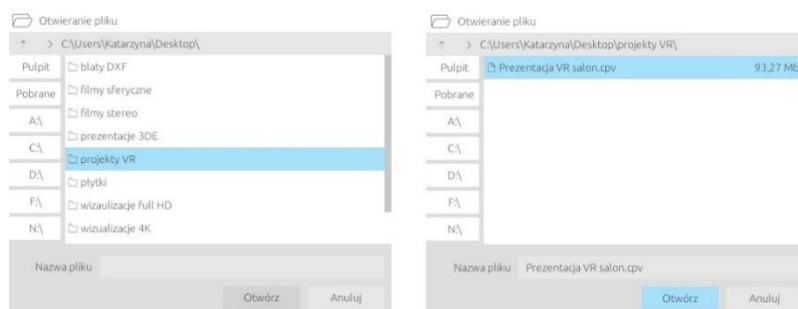 Otwieranie pliku
↑ > C:\Users\Katarzyna\Desktop\
Pulpit
Pobrane
A:\
C:\
D:\
F:\
N:\
blaty DXF
filmy sferyczne
filmy stereo
prezentacje 3DE
projekty VR
płytki
wizaulizacje full HD
wizualizacje 4K
Nazwa pliku
Otwórz Anuluj
Otwieranie pliku
↑ > C:\Users\Katarzyna\Desktop\projekty VR\
Pulpit
Pobrane
A:\
C:\
D:\
F:\
N:\
Prezentacja VR salon.cpv 93,27 Mb
Nazwa pliku Prezentacja VR salon.cpv
Otwórz Anuluj